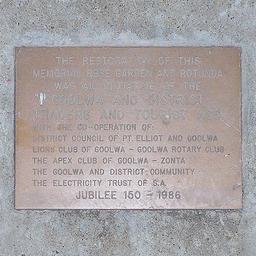 THE RESTORATION OF THIS
MEMORIAL ROSE GARDEN AND ROTUNDA
WAS AN INITIATIVE OF THE
GOOLWA AND DISTRICT
TRADERS AND TOURIST
WITH THE CO-OPERATION OF:
DISTRICT COUNCIL OF PT ELLIOT AND GOOLWA
LIONS CLUB OF GOOLWA - GOOLWA ROTARY CLUB
THE APEX CLUB OF GOOLWA - ZONTA
THE GOOLWA AND DISTRICT COMMUNITY
THE ELECTRICITY TRUST OF S.A.
JUBILEE 150 - 1986